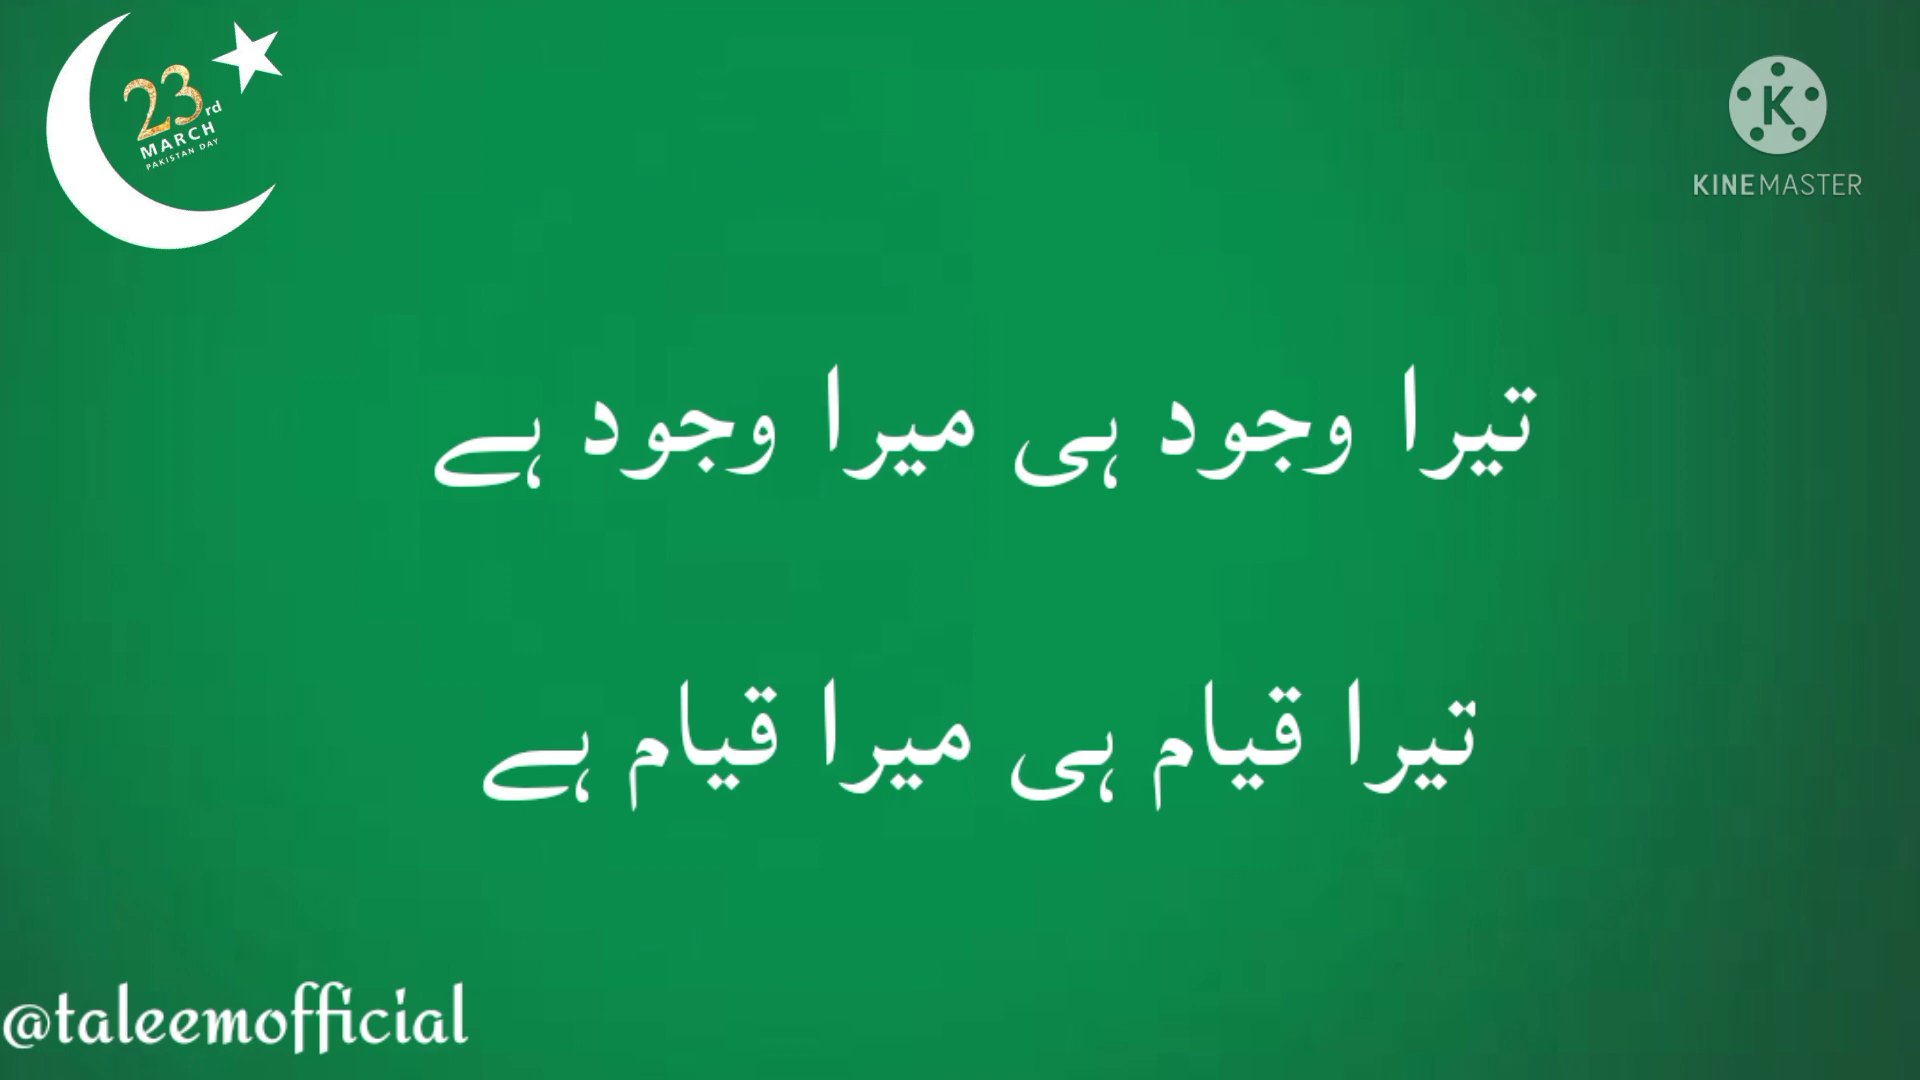 23rd
MARCH
PAKISTAN DAY
K
KINEMASTER
تیرا وجود ہی میرا وجود ہے
تیرا قیام ہی میرا قیام ہے
@taleemofficial